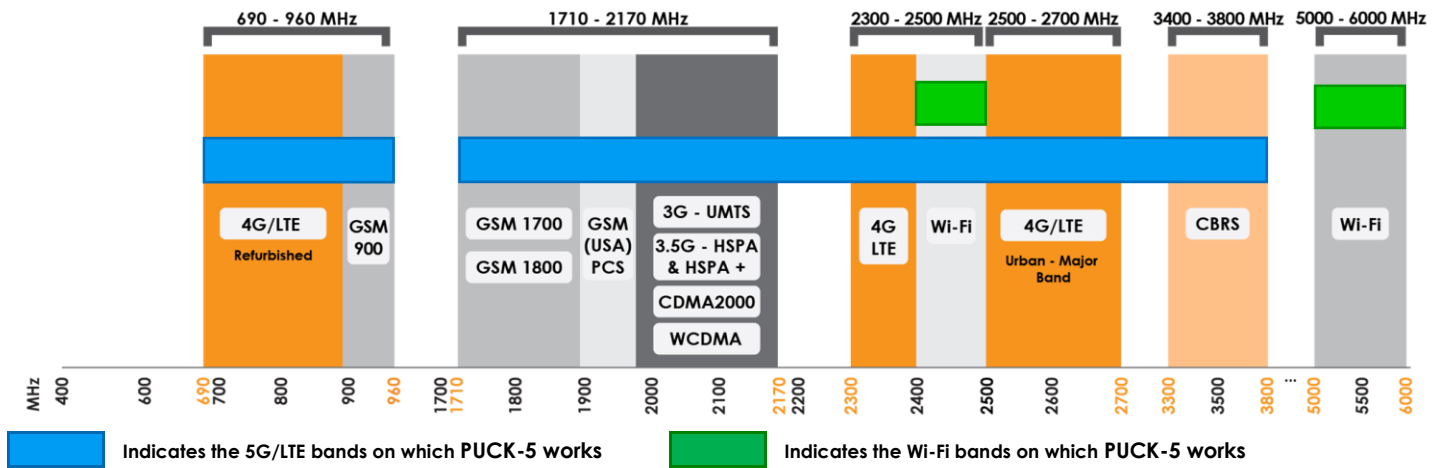 690 - 960 MHz
1710 - 2170 MHz
2300 - 2500 MHz
2500 - 2700 MHz
3400 - 3800 MHz
5000 - 6000 MHz
4G/LTE
Refurbished
GSM
900
GSM 1700
GSM 1800
GSM
(USA)
PCS
3G - UMTS
3.5G - HSPA
& HSPA +
CDMA2000
WCDMA
4G
LTE
Wi-Fi
4G/LTE
Urban - Major
Band
CBRS
Wi-Fi
MHz
400
600
690
700
800
900
960
1700
1710
1800
1900
2000
2100
2170
2200
2300
2400
2500
2600
2700
3300
3500
3800
...
5000
5500
6000
Indicates the 5G/LTE bands on which PUCK-5 works
Indicates the Wi-Fi bands on which PUCK-5 works